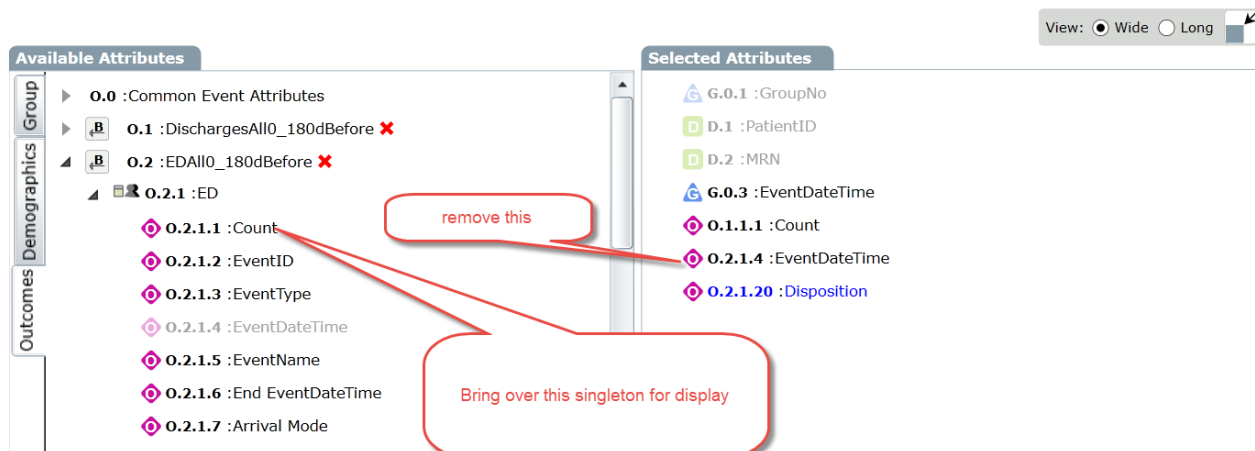 View: Wide Long
Available Attributes
Selected Attributes
Group
Demographics
Outcomes
O.0 :Common Event Attributes
B O.1 :DischargesAll0_180dBefore
B O.2 :EDAll0_180dBefore
O.2.1 :ED
O O.2.1.1 :Count
O O.2.1.2 :EventID
O O.2.1.3 :EventType
O O.2.1.4 :EventDateTime
O O.2.1.5 :EventName
O O.2.1.6 :End EventDateTime
O O.2.1.7 :Arrival Mode
remove this
Bring over this singleton for display
G G.0.1 :GroupNo
D D.1 :PatientID
D D.2 :MRN
G G.0.3 :EventDateTime
O O.1.1.1 :Count
O O.2.1.4 :EventDateTime
O O.2.1.20 :Disposition